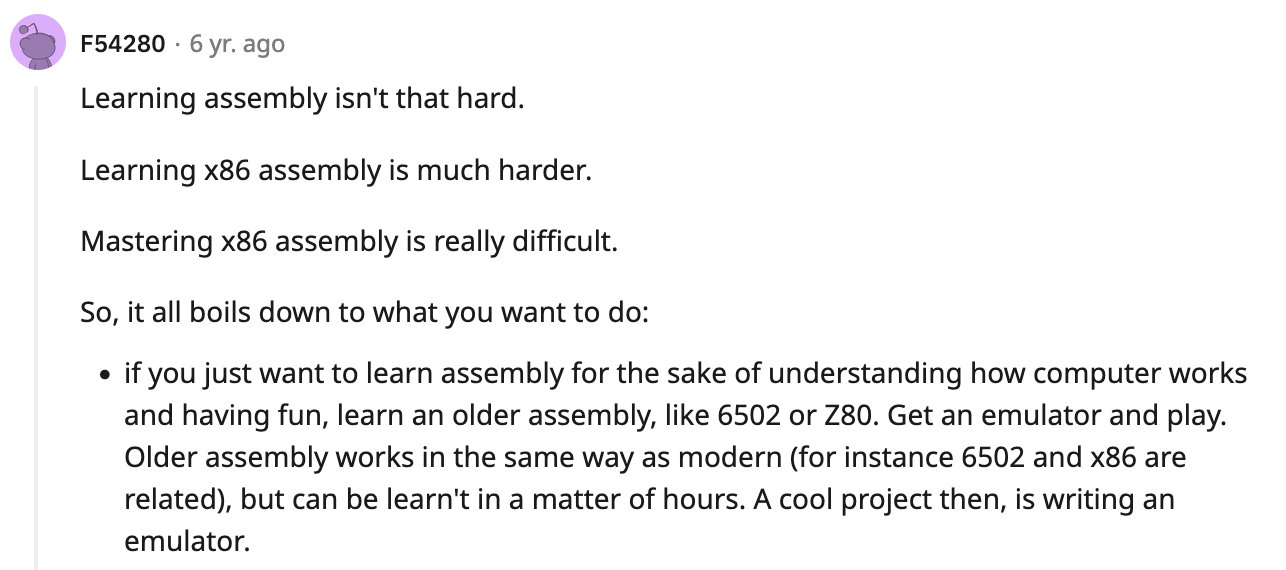 F54280 · 6 yr. ago
Learning assembly isn't that hard.
Learning x86 assembly is much harder.
Mastering x86 assembly is really difficult.
So, it all boils down to what you want to do:
• if you just want to learn assembly for the sake of understanding how computer works
and having fun, learn an older assembly, like 6502 or Z80. Get an emulator and play.
Older assembly works in the same way as modern (for instance 6502 and x86 are
related), but can be learn't in a matter of hours. A cool project then, is writing an
emulator.